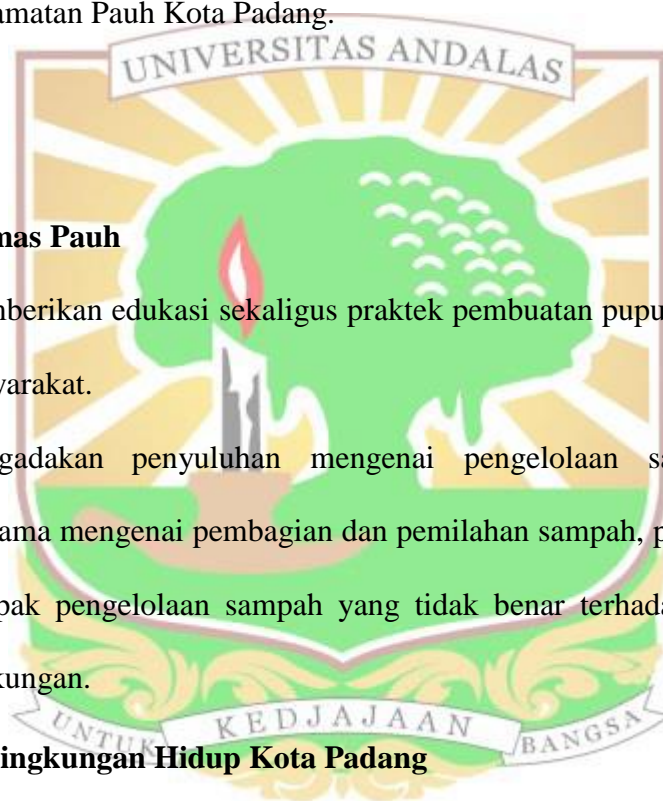 amatan Pauh Kota Padang.
UNIVERSITAS ANDALAS
mas Pauh
nberikan edukasi sekaligus praktek pembuatan pupu
yarakat.
gadakan penyuluhan mengenai pengelolaan sa
ama mengenai pembagian dan pemilahan sampah, p
pak pengelolaan sampah yang tidak benar terhada
kungan.
UNTUK KEDJAJAAN BANGSA
ingkungan Hidup Kota Padang